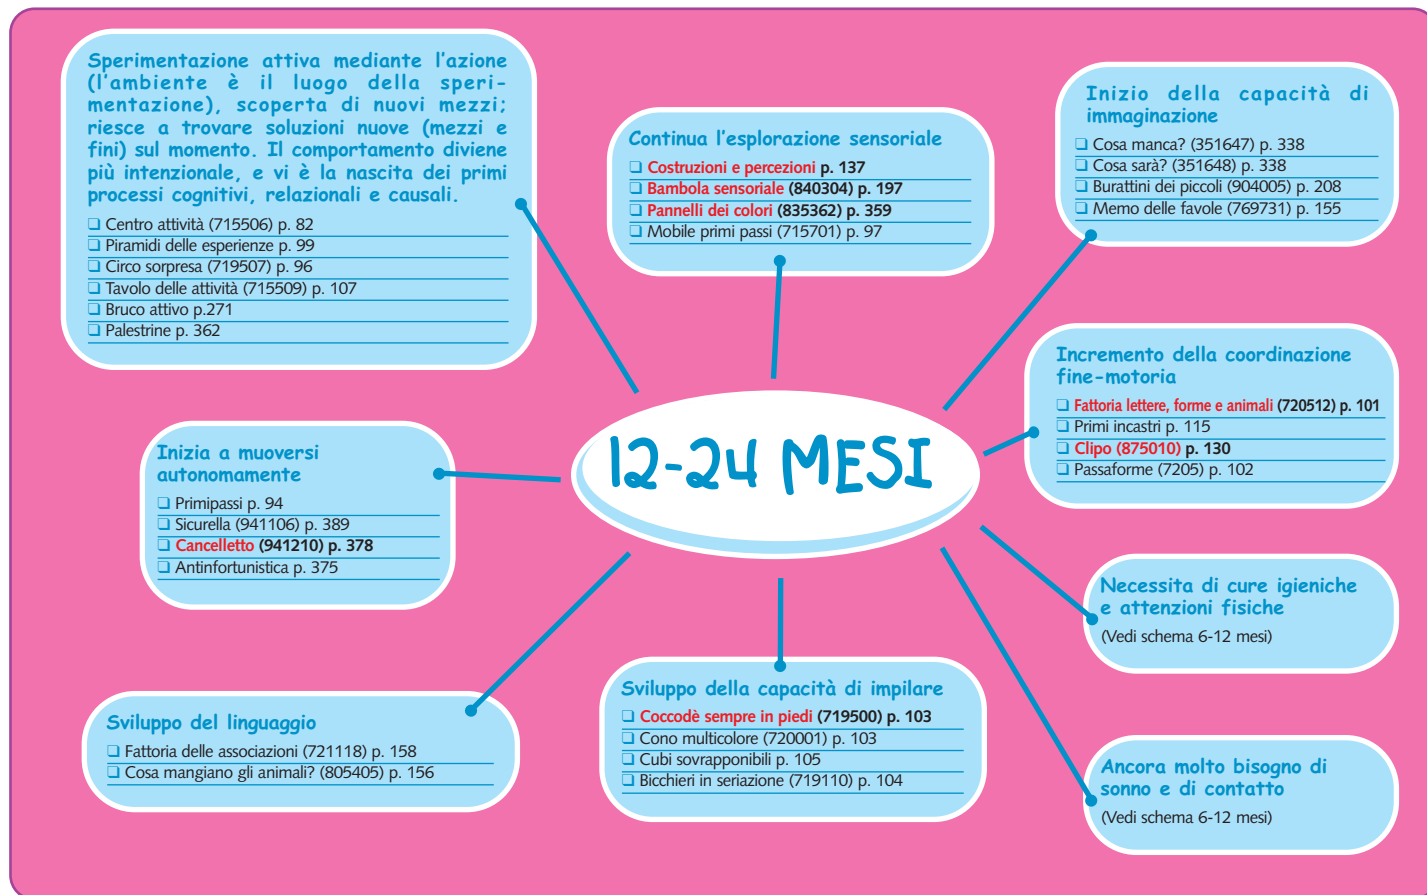 Sperimentazione attiva mediante l'azione
(l'ambiente è il luogo della speri-
mentazione), scoperta di nuovi mezzi;
riesce a trovare soluzioni nuove (mezzi e
fini) sul momento. Il comportamento diviene
più intenzionale, e vi è la nascita dei primi
processi cognitivi, relazionali e causali.
❑ Centro attività (715506) p. 82
❑ Piramidi delle esperienze p. 99
❑ Circo sorpresa (719507) p. 96
❑ Tavolo delle attività (715509) p. 107
❑ Bruco attivo p.271
❑ Palestrine p. 362
Continua l'esplorazione sensoriale
❑ Costruzioni e percezioni p. 137
❑ Bambola sensoriale (840304) p. 197
❑ Pannelli dei colori (835362) p. 359
❑ Mobile primi passi (715701) p. 97
Inizio della capacità di
immaginazione
❑ Cosa manca? (351647) p. 338
❑ Cosa sarà? (351648) p. 338
❑ Burattini dei piccoli (904005) p. 208
❑ Memo delle favole (769731) p. 155
Incremento della coordinazione
fine-motoria
❑ Fattoria lettere, forme e animali (720512) p. 101
❑ Primi incastri p. 115
❑ Clipo (875010) p. 130
❑ Passaforme (7205) p. 102
12-24 MESI
Inizia a muoversi
autonomamente
❑ Primipassi p. 94
❑ Sicurella (941106) p. 389
❑ Cancelletto (941210) p. 378
❑ Antinfortunistica p. 375
Necessita di cure igieniche
e attenzioni fisiche
(Vedi schema 6-12 mesi)
Sviluppo del linguaggio
❑ Fattoria delle associazioni (721118) p. 158
❑ Cosa mangiano gli animali? (805405) p. 156
Sviluppo della capacità di impilare
❑ Coccodè sempre in piedi (719500) p. 103
❑ Cono multicolore (720001) p. 103
❑ Cubi sovrapponibili p. 105
❑ Bicchieri in seriazione (719110) p. 104
Ancora molto bisogno di
sonno e di contatto
(Vedi schema 6-12 mesi)